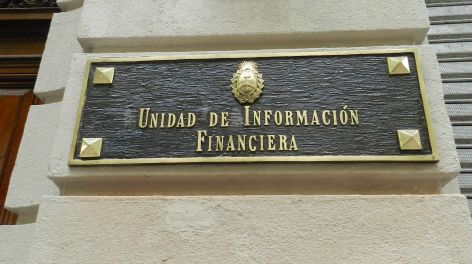 UNIDAD DE INFORMACIÓN
FINANCIERA